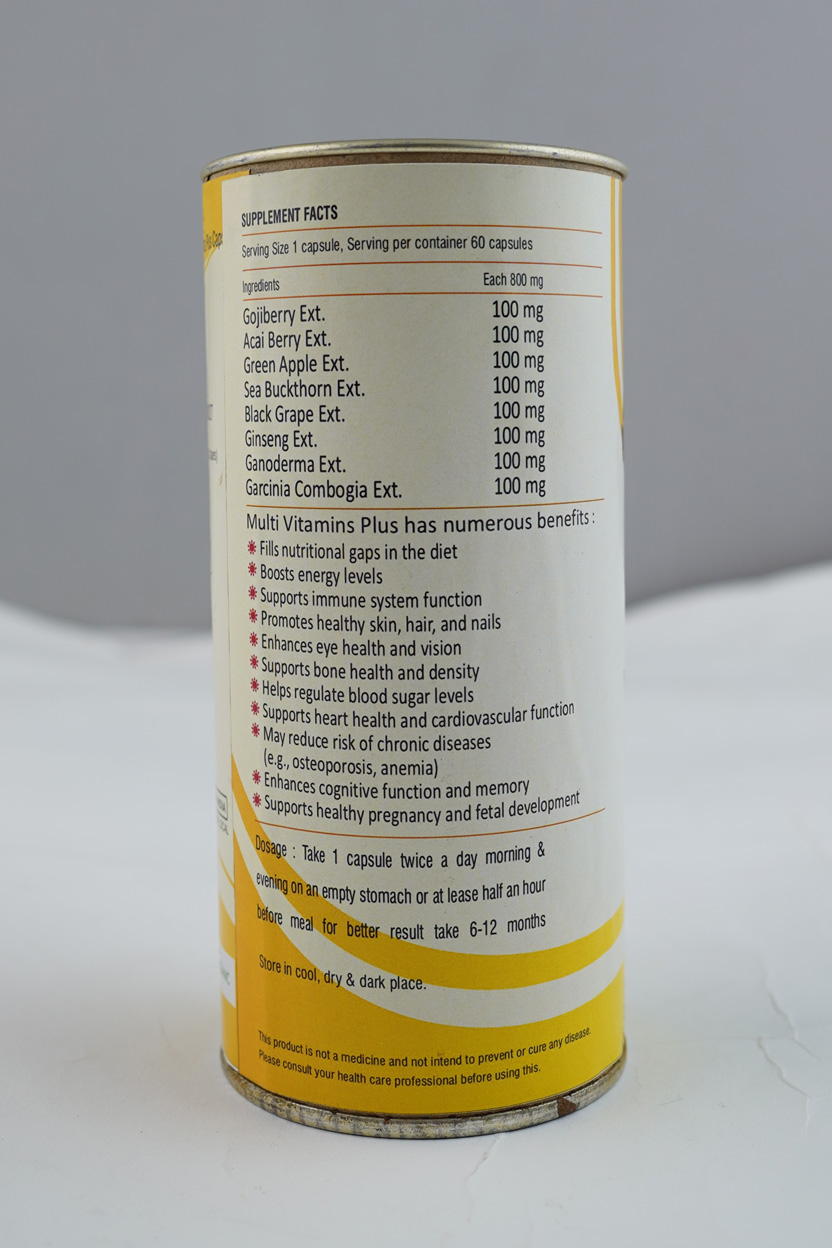 SUPPLEMENT FACTS
Serving Size 1 capsule, Serving per container 60 capsules
Ingredients Each 800 mg
Gojiberry Ext. 100 mg
Acai Berry Ext. 100 mg
Green Apple Ext. 100 mg
Sea Buckthorn Ext. 100 mg
Black Grape Ext. 100 mg
Ginseng Ext. 100 mg
Ganoderma Ext. 100 mg
Garcinia Combogia Ext. 100 mg
Multi Vitamins Plus has numerous benefits :
Fills nutritional gaps in the diet
Boosts energy levels
Supports immune system function
Promotes healthy skin, hair, and nails
Enhances eye health and vision
Supports bone health and density
Helps regulate blood sugar levels
Supports heart health and cardiovascular function
May reduce risk of chronic diseases
(e.g., osteoporosis, anemia)
Enhances cognitive function and memory
Supports healthy pregnancy and fetal development
Dosage : Take 1 capsule twice a day morning &
evening on an empty stomach or at lease half an hour
before meal for better result take 6-12 months
Store in cool, dry & dark place.
This product is not a medicine and not intend to prevent or cure any disease.
Please consult your health care professional before using this.